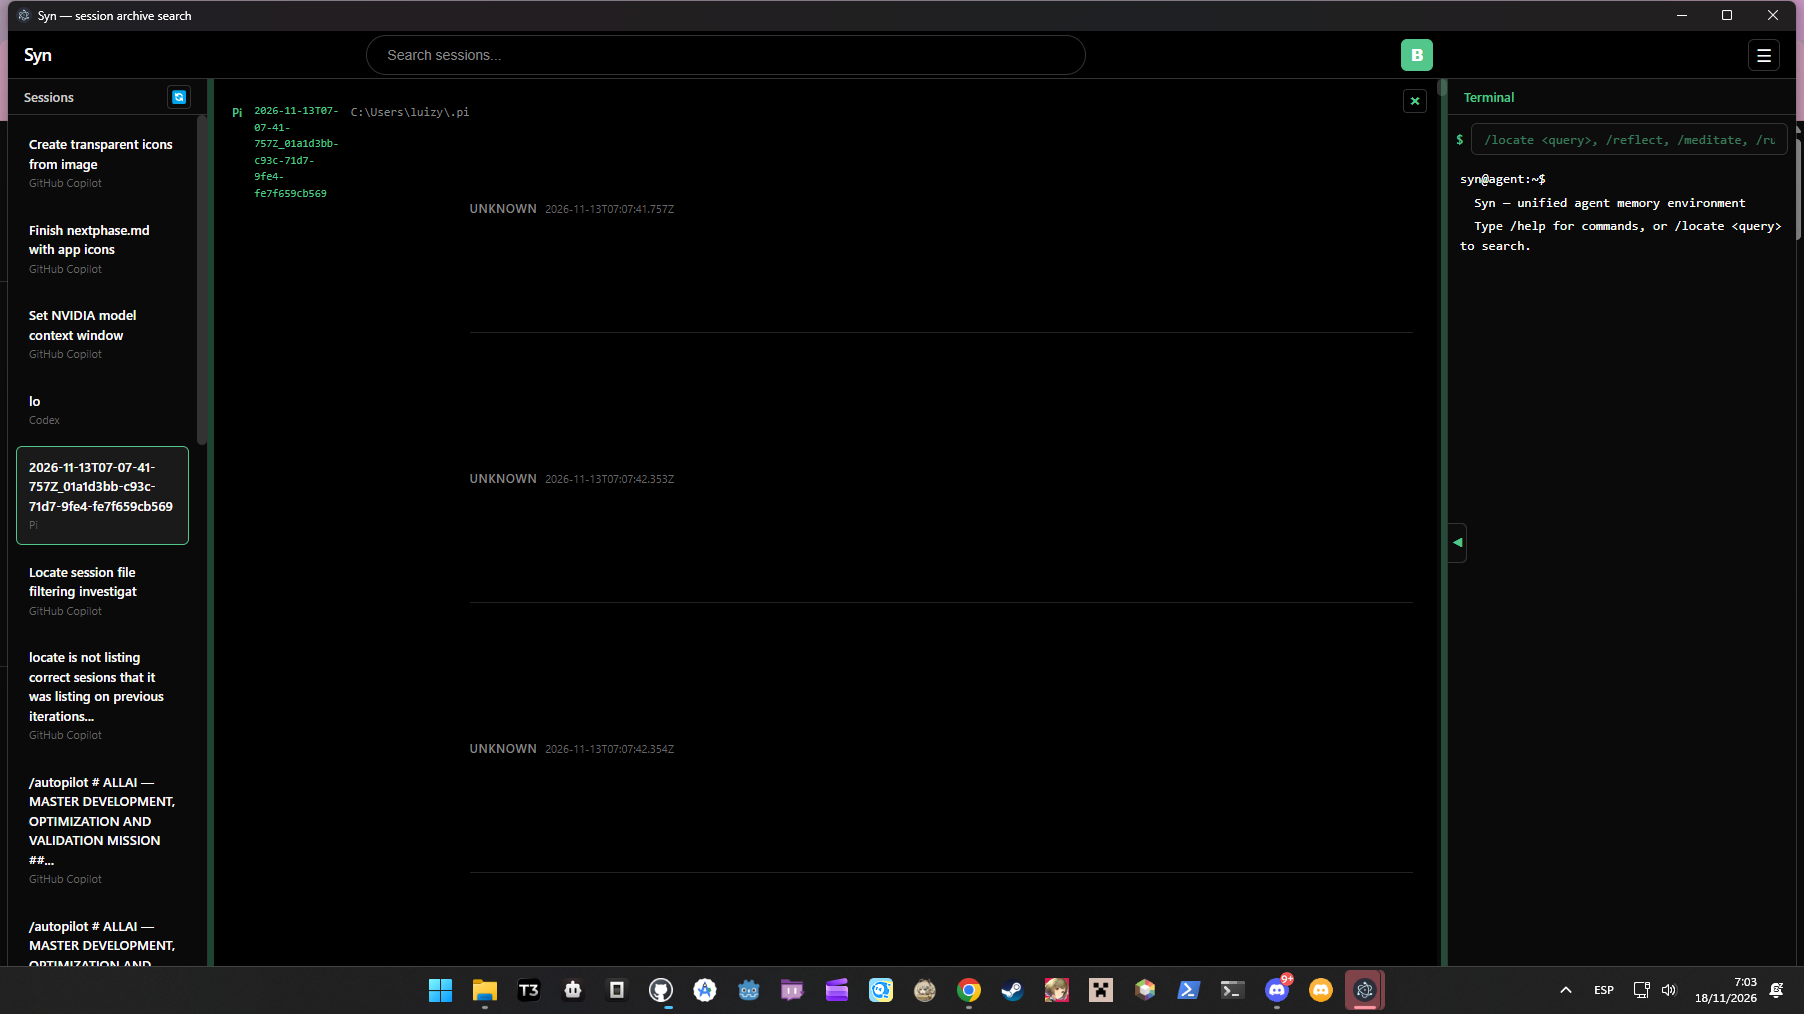 Syn — session archive search
Syn
Search sessions...
B
Sessions
Create transparent icons
from image
GitHub Copilot
Finish nextphase.md
with app icons
GitHub Copilot
Set NVIDIA model
context window
GitHub Copilot
lo
Codex
2026-11-13T07-07-41-
757Z_01a1d3bb-c93c-
71d7-9fe4-fe7f659cb569
Pi
Locate session file
filtering investigat
GitHub Copilot
locate is not listing
correct sesions that it
was listing on previous
iterations...
GitHub Copilot
/autopilot # ALLAI —
MASTER DEVELOPMENT,
OPTIMIZATION AND
VALIDATION MISSION
##...
GitHub Copilot
/autopilot # ALLAI —
MASTER DEVELOPMENT,
OPTIMIZATION AND
Pi
2026-11-13T07-
07-41-
757Z_01a1d3bb-
c93c-71d7-
9fe4-
fe7f659cb569
C:\Users\luizy\.pi
UNKNOWN 2026-11-13T07:07:41.757Z
UNKNOWN 2026-11-13T07:07:42.353Z
UNKNOWN 2026-11-13T07:07:42.354Z
Terminal
$ /locate <query>, /reflect, /meditate, /ru
syn@agent:~$
Syn — unified agent memory environment
Type /help for commands, or /locate <query>
to search.
T3
9+
ESP
7:03
18/11/2026